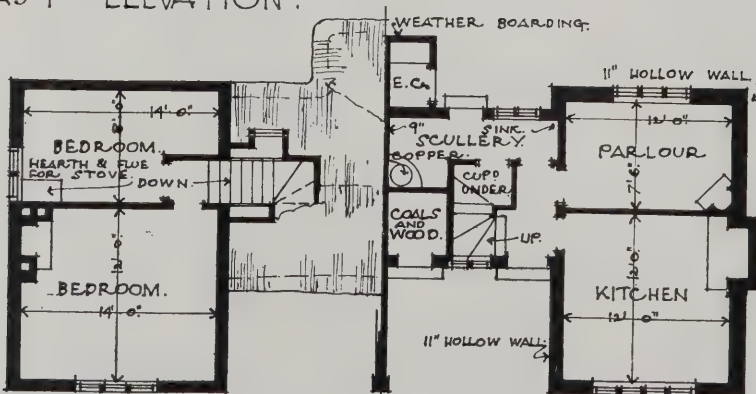 ELEVATION.
WEATHER BOARDING.
11" HOLLOW WALL
E.C.
14'-0"
9"
SCULLERY.
SINK.
12'-0"
BEDROOM.
PARLOUR
HEARTH & FLUE
FOR STOVE.
DOWN
COPPER.
CUPD
UNDER
7'-6"
COALS
AND
WOOD.
UP.
12'-0"
12'-0"
BEDROOM.
14'-0"
KITCHEN
12'-0"
11" HOLLOW WALL